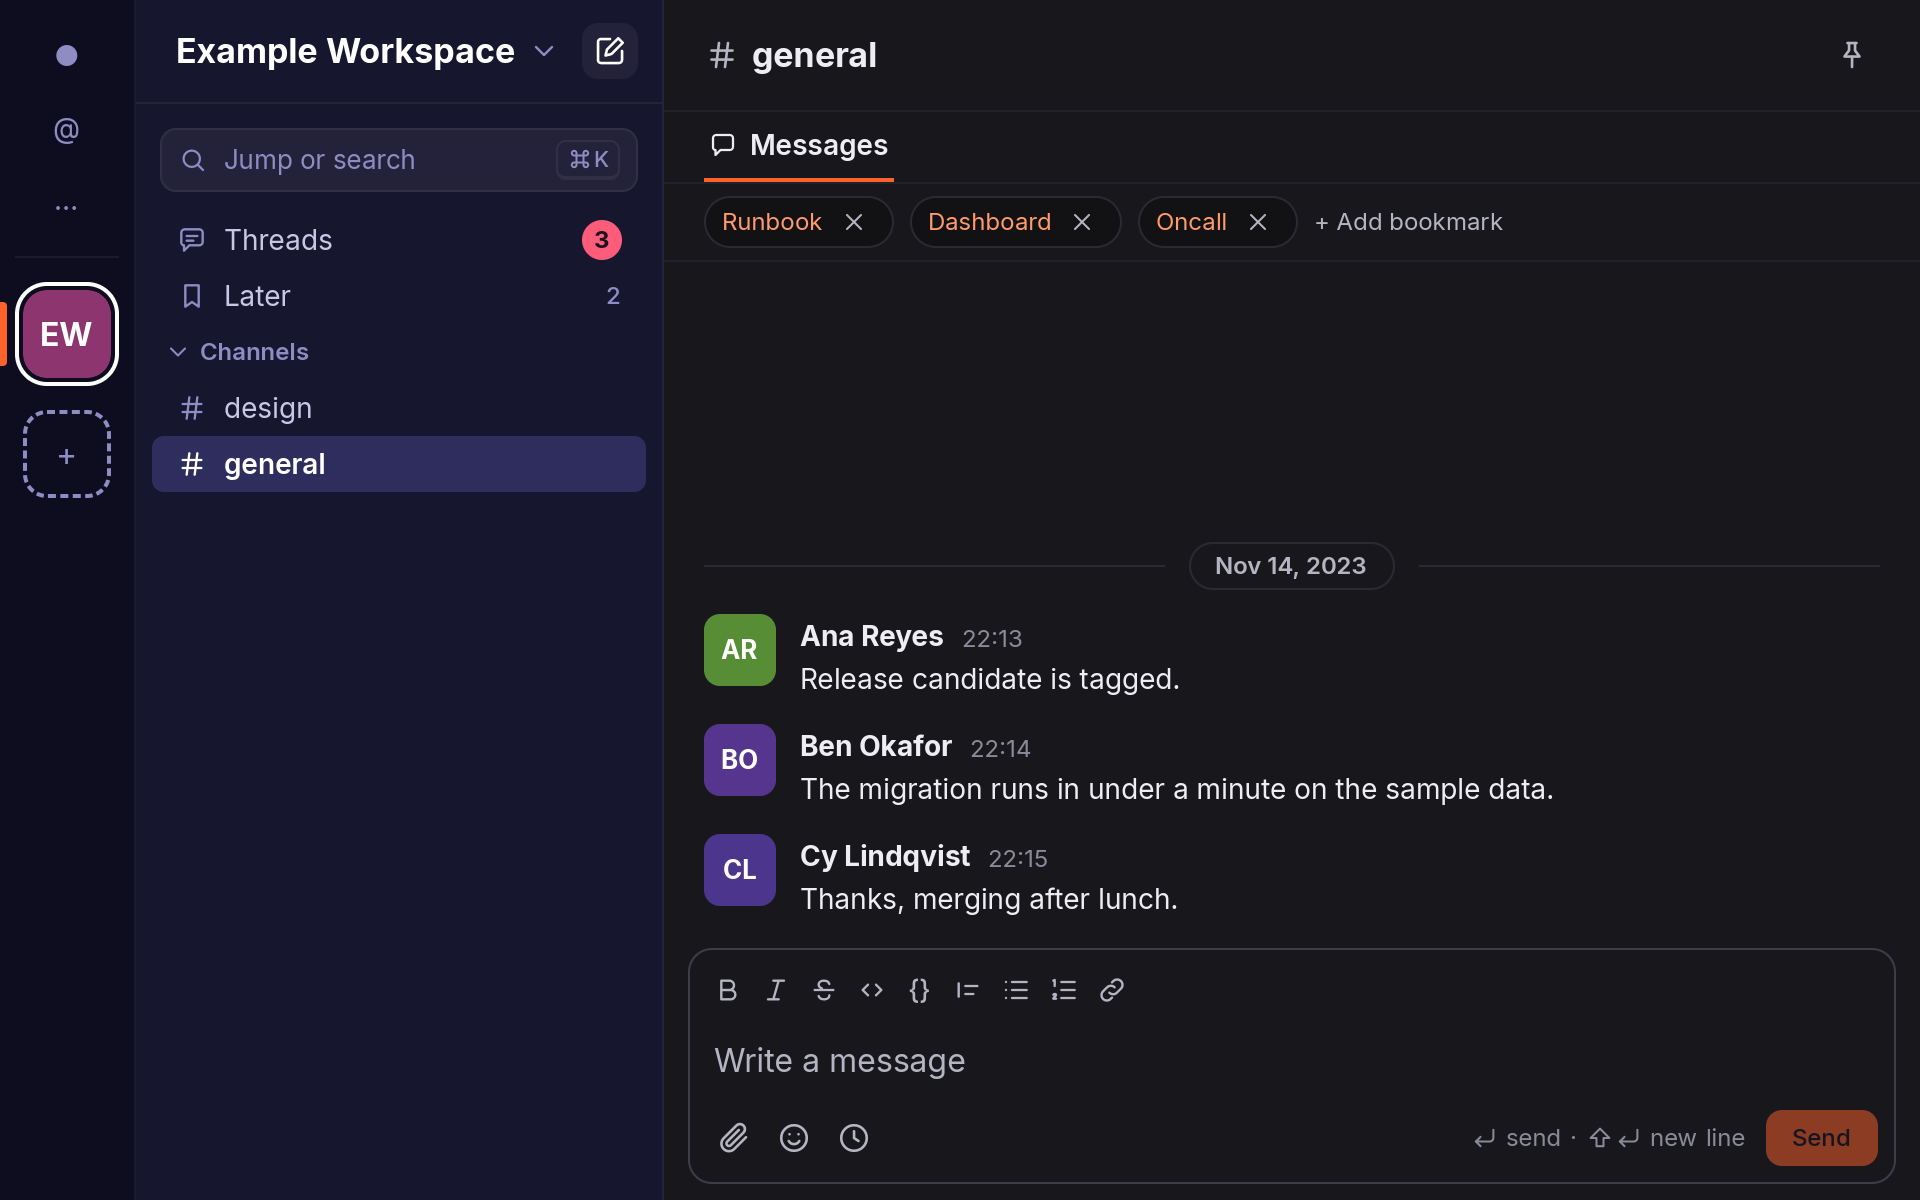 @
...
EW
+
Example Workspace
Jump or search ⌘K
Threads 3
Later 2
Channels
# design
# general
# general
Messages
Runbook
Dashboard
Oncall
+ Add bookmark
Nov 14, 2023
AR
Ana Reyes 22:13
Release candidate is tagged.
BO
Ben Okafor 22:14
The migration runs in under a minute on the sample data.
CL
Cy Lindqvist 22:15
Thanks, merging after lunch.
Write a message
↵ send · ⇧ ↵ new line
Send